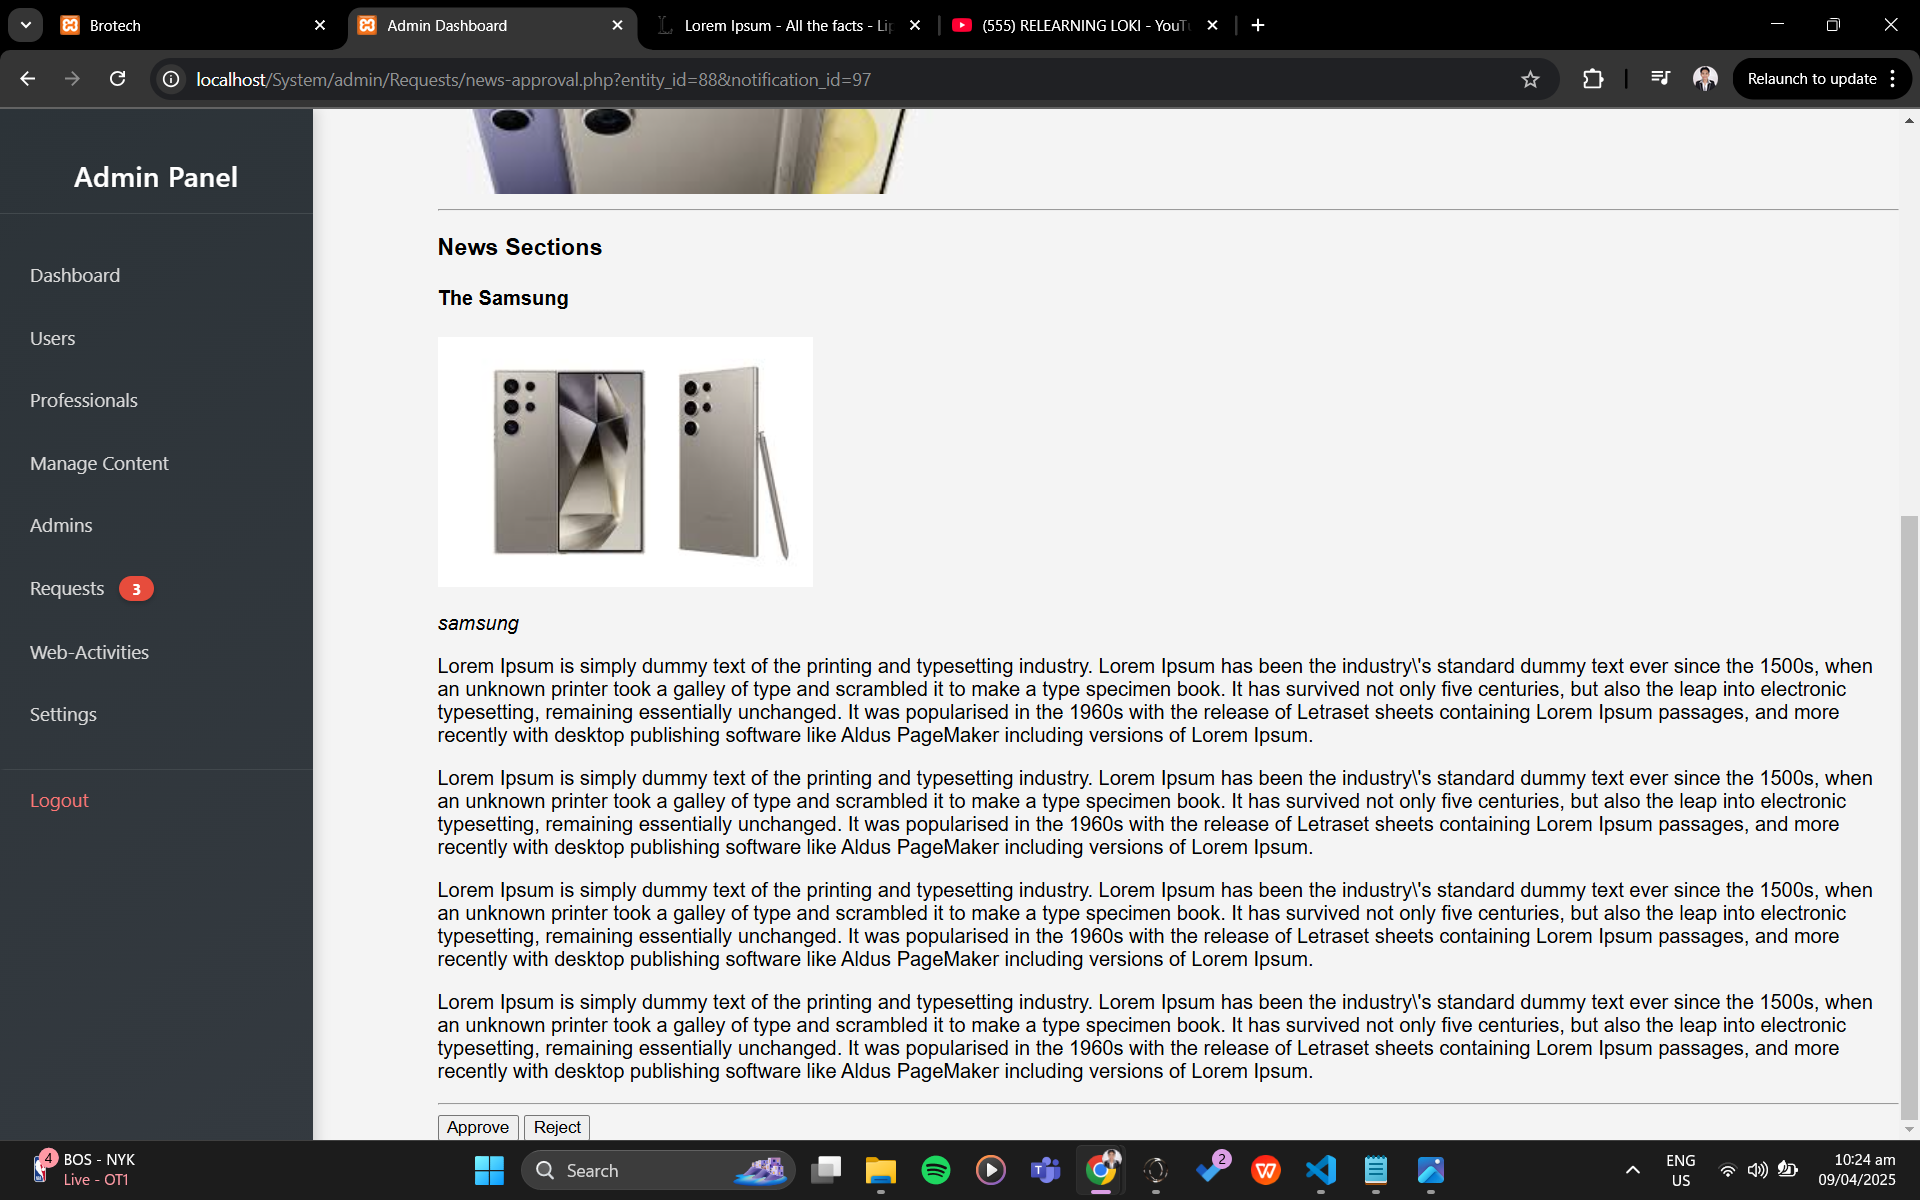 Brotech
Admin Dashboard
Lorem Ipsum - All the facts - Lip
(555) RELEARNING LOKI - YouTu
localhost/System/admin/Requests/news-approval.php?entity_id=88&notification_id=97
Relaunch to update
Admin Panel
Dashboard
Users
Professionals
Manage Content
Admins
Requests 3
Web-Activities
Settings
Logout
News Sections
The Samsung
samsung
Lorem Ipsum is simply dummy text of the printing and typesetting industry. Lorem Ipsum has been the industry\'s standard dummy text ever since the 1500s, when
an unknown printer took a galley of type and scrambled it to make a type specimen book. It has survived not only five centuries, but also the leap into electronic
typesetting, remaining essentially unchanged. It was popularised in the 1960s with the release of Letraset sheets containing Lorem Ipsum passages, and more
recently with desktop publishing software like Aldus PageMaker including versions of Lorem Ipsum.
Lorem Ipsum is simply dummy text of the printing and typesetting industry. Lorem Ipsum has been the industry\'s standard dummy text ever since the 1500s, when
an unknown printer took a galley of type and scrambled it to make a type specimen book. It has survived not only five centuries, but also the leap into electronic
typesetting, remaining essentially unchanged. It was popularised in the 1960s with the release of Letraset sheets containing Lorem Ipsum passages, and more
recently with desktop publishing software like Aldus PageMaker including versions of Lorem Ipsum.
Lorem Ipsum is simply dummy text of the printing and typesetting industry. Lorem Ipsum has been the industry\'s standard dummy text ever since the 1500s, when
an unknown printer took a galley of type and scrambled it to make a type specimen book. It has survived not only five centuries, but also the leap into electronic
typesetting, remaining essentially unchanged. It was popularised in the 1960s with the release of Letraset sheets containing Lorem Ipsum passages, and more
recently with desktop publishing software like Aldus PageMaker including versions of Lorem Ipsum.
Lorem Ipsum is simply dummy text of the printing and typesetting industry. Lorem Ipsum has been the industry\'s standard dummy text ever since the 1500s, when
an unknown printer took a galley of type and scrambled it to make a type specimen book. It has survived not only five centuries, but also the leap into electronic
typesetting, remaining essentially unchanged. It was popularised in the 1960s with the release of Letraset sheets containing Lorem Ipsum passages, and more
recently with desktop publishing software like Aldus PageMaker including versions of Lorem Ipsum.
Approve Reject
4
BOS - NYK
Live - OT1
Search
2
ENG
US
10:24 am
09/04/2025